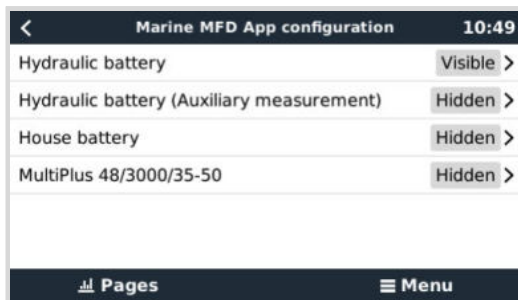 Marine MFD App configuration 10:49
Hydraulic battery Visible
Hydraulic battery (Auxiliary measurement) Hidden
House battery Hidden
MultiPlus 48/3000/35-50 Hidden
Pages Menu